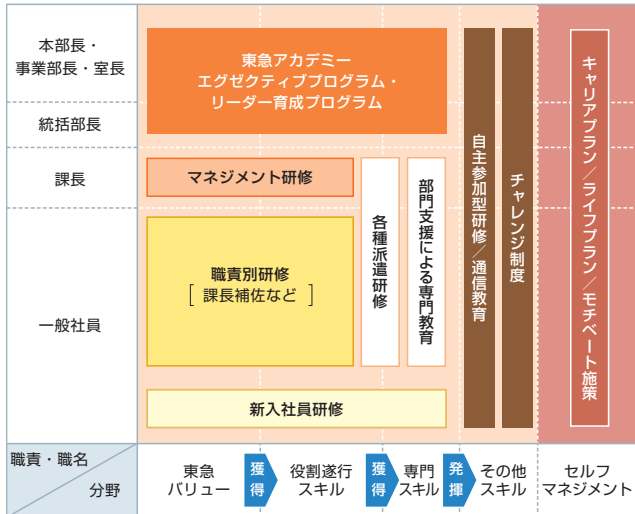 本部長・
事業部長・室長
統括部長
課長
一般社員
東急アカデミー
エグゼクティブプログラム・
リーダー育成プログラム
マネジメント研修
職責別研修
[ 課長補佐など ]
新入社員研修
各種派遣研修
部門支援による専門教育
自主参加型研修／通信教育
チャレンジ制度
キャリアプラン／ライフプラン／モチベート施策
職責・職名
分野
東急
バリュー
獲得
役割遂行
スキル
獲得
専門
スキル
発揮
その他
スキル
セルフ
マネジメント